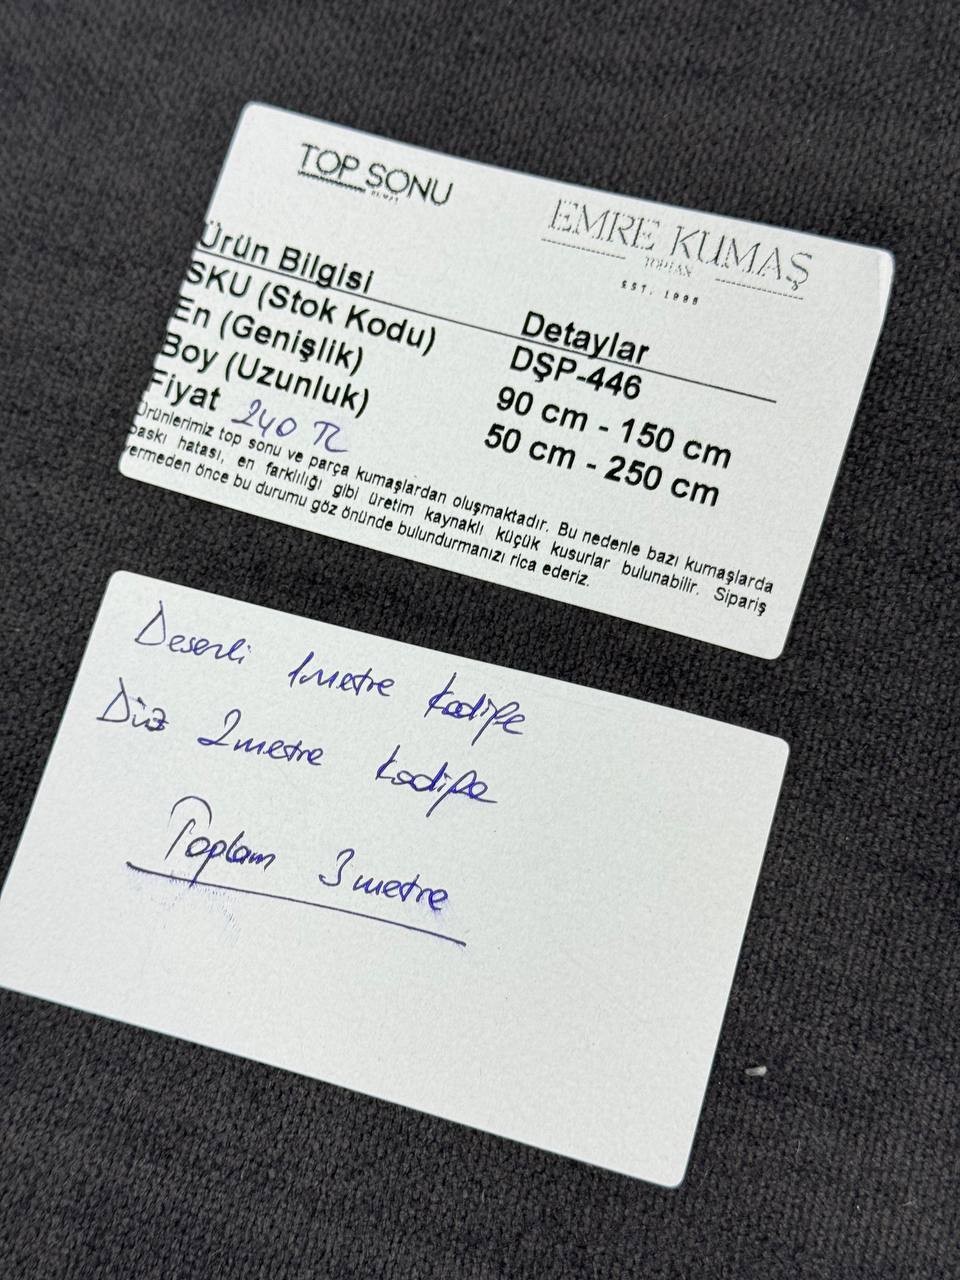 TOP SONU
EMRE KUMAŞ
TOPTAN
EST. 1998
Ürün Bilgisi Detaylar
SKU (Stok Kodu) DŞP-446
En (Genişlik) 90 cm - 150 cm
Boy (Uzunluk) 50 cm - 250 cm
Fiyat 240 TL
Ürünlerimiz top sonu ve parça kumaşlardan oluşmaktadır. Bu nedenle bazı kumaşlarda
baskı hatası, en farklılığı gibi üretim kaynaklı küçük kusurlar bulunabilir. Sipariş
vermeden önce bu durumu göz önünde bulundurmanızı rica ederiz.
Desenli 1metre kadife
Düz 2metre kadife
Toplam 3metre